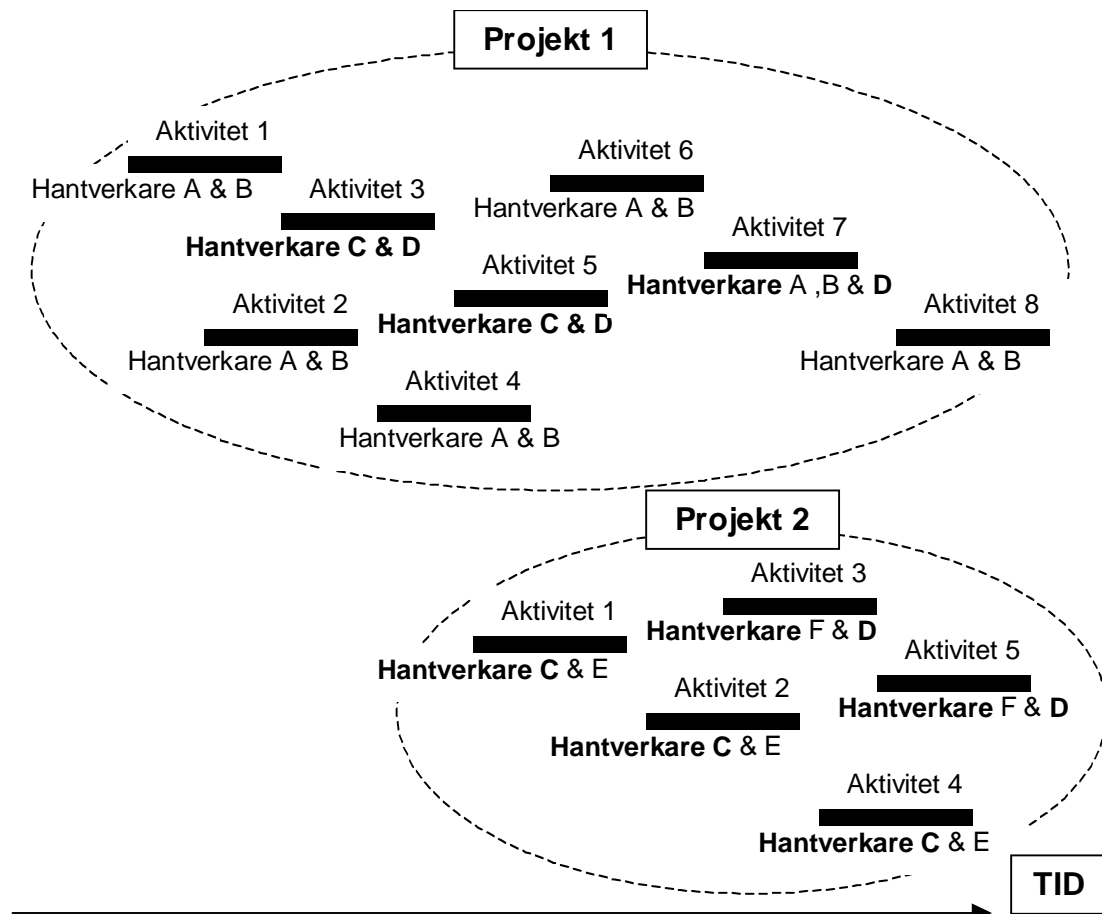 Projekt 1
Aktivitet 1
Hantverkare A & B
Aktivitet 6
Hantverkare A & B
Aktivitet 3
Hantverkare C & D
Aktivitet 7
Hantverkare A ,B & D
Aktivitet 5
Hantverkare C & D
Aktivitet 2
Hantverkare A & B
Aktivitet 8
Hantverkare A & B
Aktivitet 4
Hantverkare A & B
Projekt 2
Aktivitet 3
Hantverkare F & D
Aktivitet 1
Hantverkare C & E
Aktivitet 5
Hantverkare F & D
Aktivitet 2
Hantverkare C & E
Aktivitet 4
Hantverkare C & E
TID